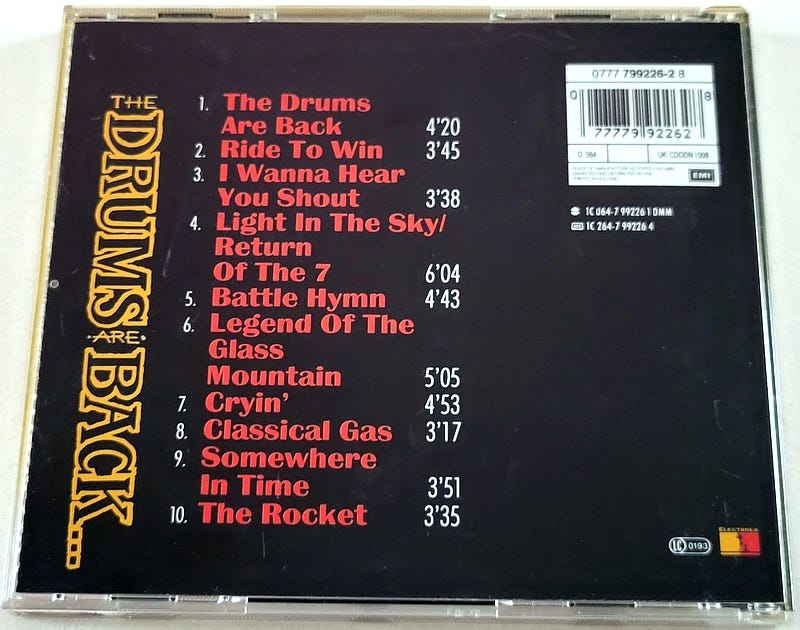 THE
DRUMS
·ARE·
BACK....
1. The Drums
Are Back 4'20
2. Ride To Win 3'45
3. I Wanna Hear
You Shout 3'38
4. Light In The Sky/
Return
Of The 7 6'04
5. Battle Hymn 4'43
6. Legend Of The
Glass
Mountain 5'05
7. Cryin' 4'53
8. Classical Gas 3'17
9. Somewhere
In Time 3'51
10. The Rocket 3'35
0777 799226-2 8
0 77779 92262 8
D: 564 UK: CDODN 1008
EMI
1C 064-7 99226 1 DMM
1C 264-7 99226 4
LC 0193
ELECTROLA